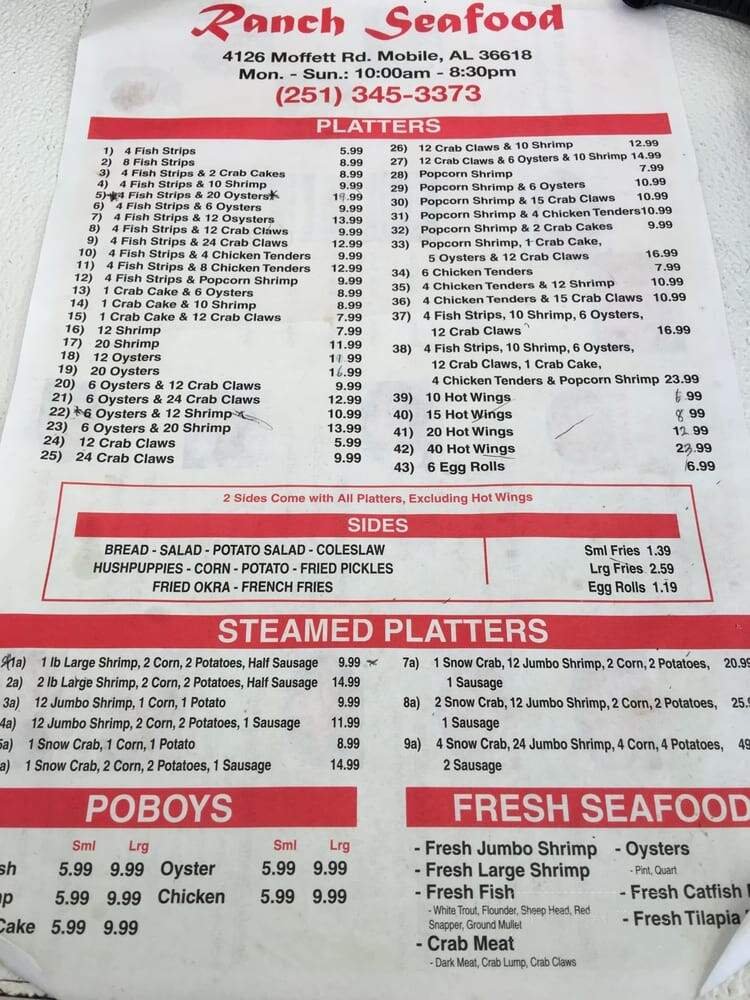 Ranch Seafood
4126 Moffett Rd. Mobile, AL 36618
Mon. - Sun.: 10:00am - 8:30pm
(251) 345-3373
PLATTERS
1) 4 Fish Strips 5.99
2) 8 Fish Strips 8.99
3) 4 Fish Strips & 2 Crab Cakes 8.99
4) 4 Fish Strips & 10 Shrimp 9.99
5) 4 Fish Strips & 20 Oysters
6) 4 Fish Strips & 6 Oysters 9.99
7) 4 Fish Strips & 12 Osysters 13.99
8) 4 Fish Strips & 12 Crab Claws 9.99
9) 4 Fish Strips & 24 Crab Claws 12.99
10) 4 Fish Strips & 4 Chicken Tenders 9.99
11) 4 Fish Strips & 8 Chicken Tenders 12.99
12) 4 Fish Strips & Popcorn Shrimp 9.99
13) 1 Crab Cake & 6 Oysters 8.99
14) 1 Crab Cake & 10 Shrimp 8.99
15) 1 Crab Cake & 12 Crab Claws 7.99
16) 12 Shrimp 7.99
17) 20 Shrimp 11.99
18) 12 Oysters 11.99
19) 20 Oysters 16.99
20) 6 Oysters & 12 Crab Claws 9.99
21) 6 Oysters & 24 Crab Claws 12.99
22) 6 Oysters & 12 Shrimp 10.99
23) 6 Oysters & 20 Shrimp 13.99
24) 12 Crab Claws 5.99
25) 24 Crab Claws 9.99
26) 12 Crab Claws & 10 Shrimp 12.99
27) 12 Crab Claws & 6 Oysters & 10 Shrimp 14.99
28) Popcorn Shrimp 7.99
29) Popcorn Shrimp & 6 Oysters 10.99
30) Popcorn Shrimp & 15 Crab Claws 10.99
31) Popcorn Shrimp & 4 Chicken Tenders 10.99
32) Popcorn Shrimp & 2 Crab Cakes 9.99
33) Popcorn Shrimp, 1 Crab Cake,
5 Oysters & 12 Crab Claws 16.99
34) 6 Chicken Tenders 7.99
35) 4 Chicken Tenders & 12 Shrimp 10.99
36) 4 Chicken Tenders & 15 Crab Claws 10.99
37) 4 Fish Strips, 10 Shrimp, 6 Oysters,
12 Crab Claws 16.99
38) 4 Fish Strips, 10 Shrimp, 6 Oysters,
12 Crab Claws, 1 Crab Cake,
4 Chicken Tenders & Popcorn Shrimp 23.99
39) 10 Hot Wings 6.99
40) 15 Hot Wings 8.99
41) 20 Hot Wings 12.99
42) 40 Hot Wings 23.99
43) 6 Egg Rolls 6.99
2 Sides Come with All Platters, Excluding Hot Wings
SIDES
BREAD - SALAD - POTATO SALAD - COLESLAW
HUSHPUPPIES - CORN - POTATO - FRIED PICKLES
FRIED OKRA - FRENCH FRIES
Sml Fries 1.39
Lrg Fries 2.59
Egg Rolls 1.19
STEAMED PLATTERS
1a) 1 lb Large Shrimp, 2 Corn, 2 Potatoes, Half Sausage 9.99
2a) 2 lb Large Shrimp, 2 Corn, 2 Potatoes, Half Sausage 14.99
3a) 12 Jumbo Shrimp, 1 Corn, 1 Potato 9.99
4a) 12 Jumbo Shrimp, 2 Corn, 2 Potatoes, 1 Sausage 11.99
5a) 1 Snow Crab, 1 Corn, 1 Potato 8.99
a) 1 Snow Crab, 2 Corn, 2 Potatoes, 1 Sausage 14.99
7a) 1 Snow Crab, 12 Jumbo Shrimp, 2 Corn, 2 Potatoes, 20.99
1 Sausage
8a) 2 Snow Crab, 12 Jumbo Shrimp, 2 Corn, 2 Potatoes, 25.
1 Sausage
9a) 4 Snow Crab, 24 Jumbo Shrimp, 4 Corn, 4 Potatoes, 49
2 Sausage
POBOYS
Sml Lrg Sml Lrg
sh 5.99 9.99 Oyster 5.99 9.99
np 5.99 9.99 Chicken 5.99 9.99
Cake 5.99 9.99
FRESH SEAFOOD
- Fresh Jumbo Shrimp
- Fresh Large Shrimp
- Fresh Fish
- White Trout, Flounder, Sheep Head, Red
Snapper, Ground Mullet
- Crab Meat
- Dark Meat, Crab Lump, Crab Claws
- Oysters
- Pint, Quart
- Fresh Catfish
- Fresh Tilapia